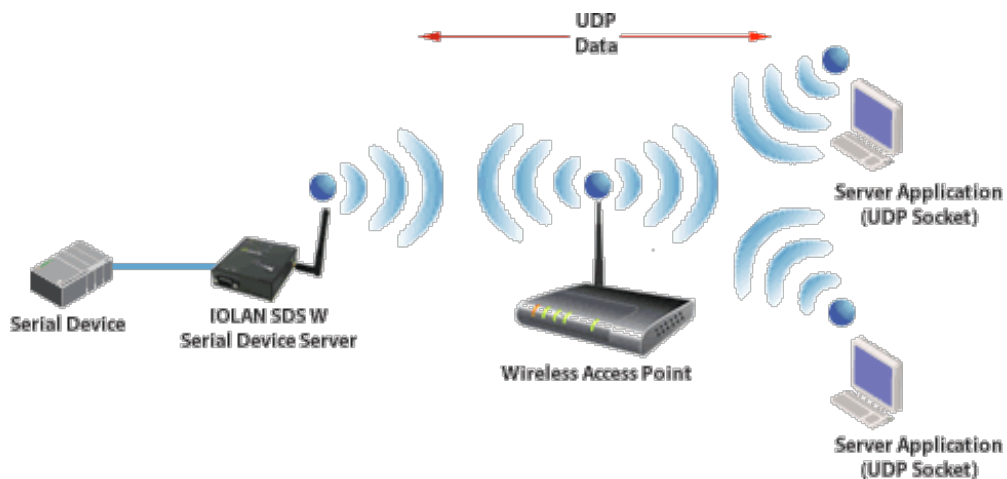 UDP
Data
Server Application
(UDP Socket)
Serial Device
IOLAN SDS W
Serial Device Server
Wireless Access Point
Server Application
(UDP Socket)